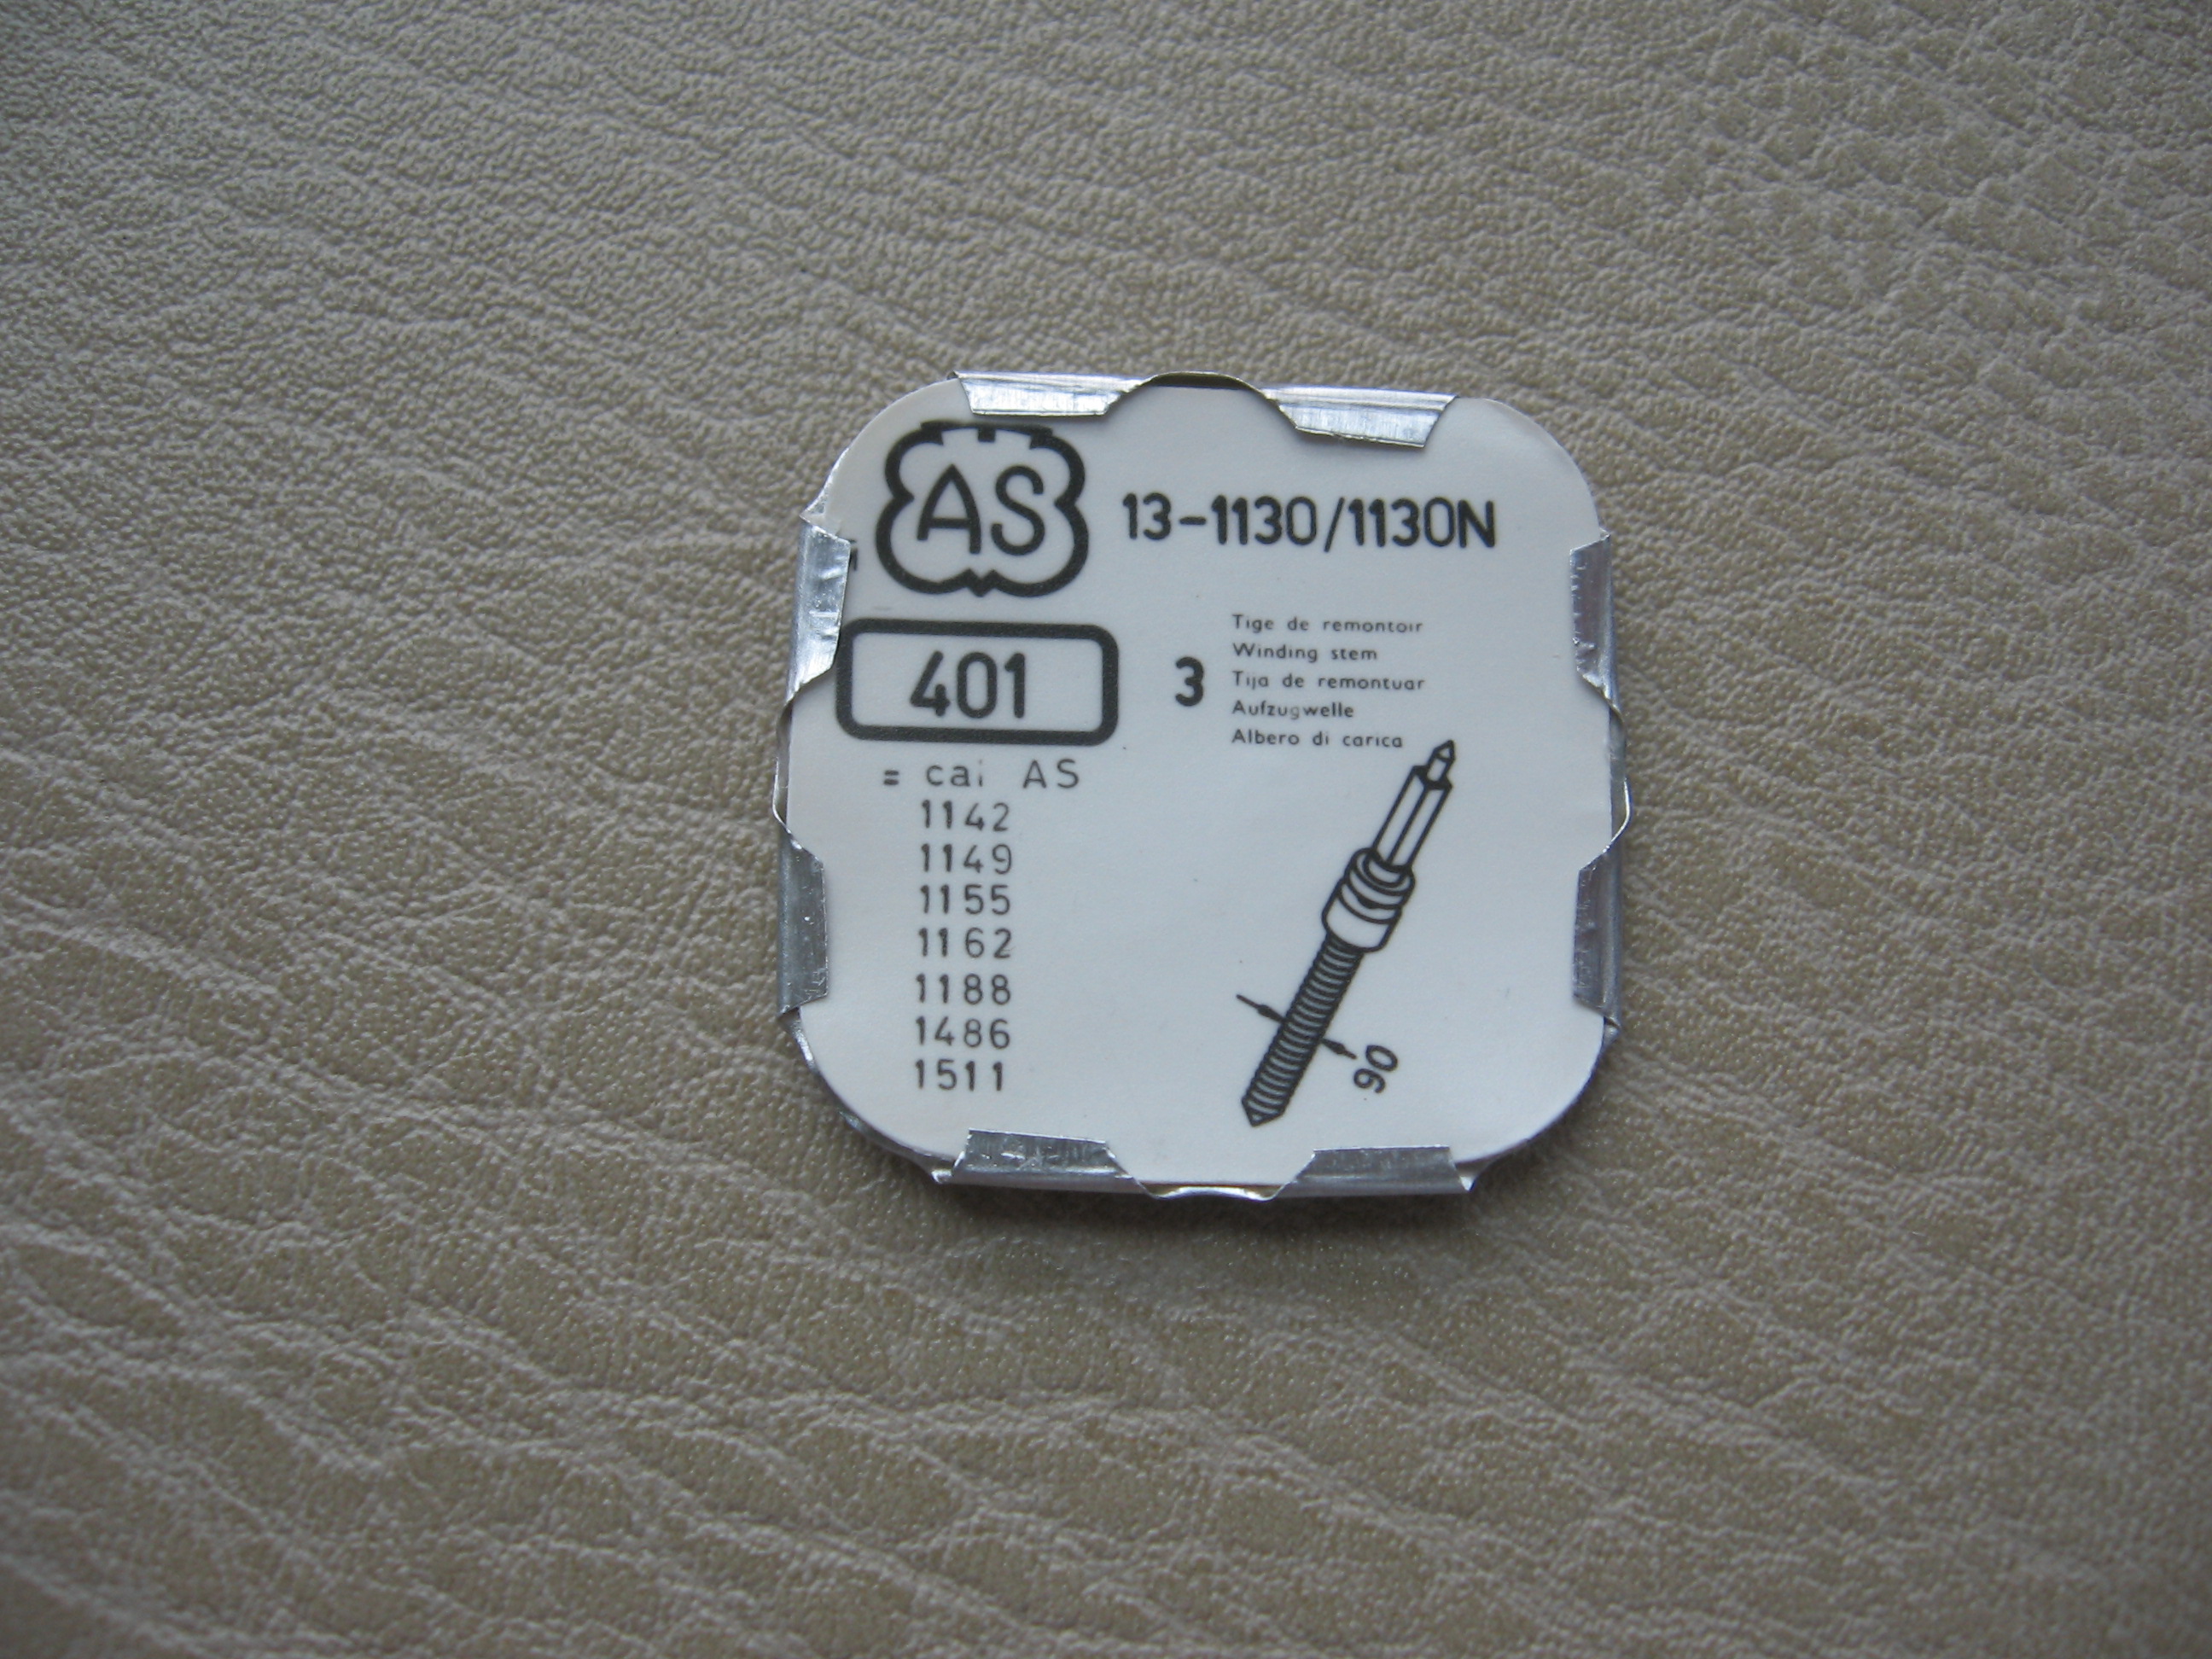 AS
13-1130/1130N
401
3
Tige de remontoir
Winding stem
Tija de remontuar
Aufzugwelle
Albero di carica
= cai AS
1142
1149
1155
1162
1188
1486
1511
90